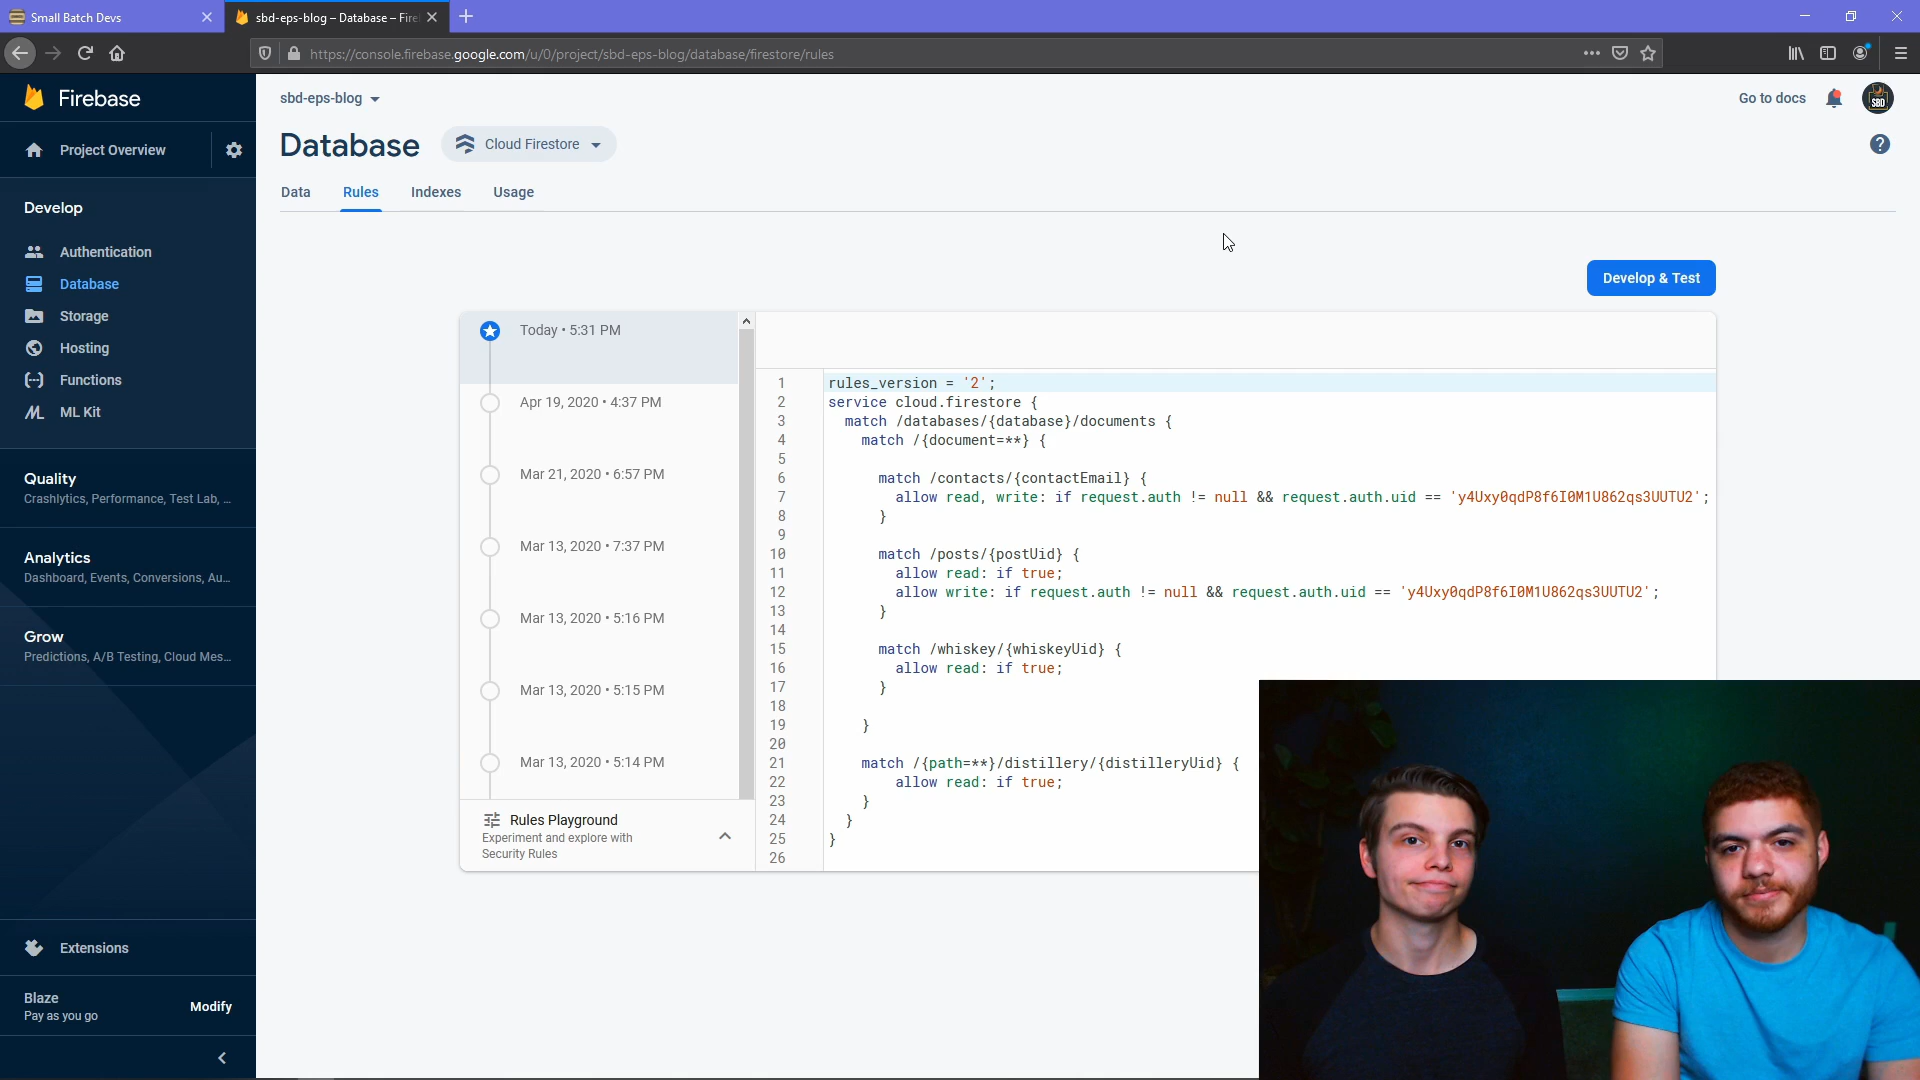 Small Batch Devs
sbd-eps-blog – Database – Fire
https://console.firebase.google.com/u/0/project/sbd-eps-blog/database/firestore/rules
Firebase
sbd-eps-blog
Go to docs
SBD
Project Overview
Database
Cloud Firestore
?
Data Rules Indexes Usage
Develop
Authentication
Database
Storage
Hosting
Functions
ML Kit
Quality
Crashlytics, Performance, Test Lab, ...
Analytics
Dashboard, Events, Conversions, Au...
Grow
Predictions, A/B Testing, Cloud Mes...
Extensions
Blaze
Pay as you go
Modify
Develop & Test
Today • 5:31 PM
Apr 19, 2020 • 4:37 PM
Mar 21, 2020 • 6:57 PM
Mar 13, 2020 • 7:37 PM
Mar 13, 2020 • 5:16 PM
Mar 13, 2020 • 5:15 PM
Mar 13, 2020 • 5:14 PM
Rules Playground
Experiment and explore with
Security Rules
1 rules_version = '2';
2 service cloud.firestore {
3 match /databases/{database}/documents {
4 match /{document=**} {
5
6 match /contacts/{contactEmail} {
7 allow read, write: if request.auth != null && request.auth.uid == 'y4Uxy0qdP8f6I0M1U862qs3UUTU2';
8 }
9
10 match /posts/{postUid} {
11 allow read: if true;
12 allow write: if request.auth != null && request.auth.uid == 'y4Uxy0qdP8f6I0M1U862qs3UUTU2';
13 }
14
15 match /whiskey/{whiskeyUid} {
16 allow read: if true;
17 }
18
19 }
20
21 match /{path=**}/distillery/{distilleryUid} {
22 allow read: if true;
23 }
24 }
25 }
26